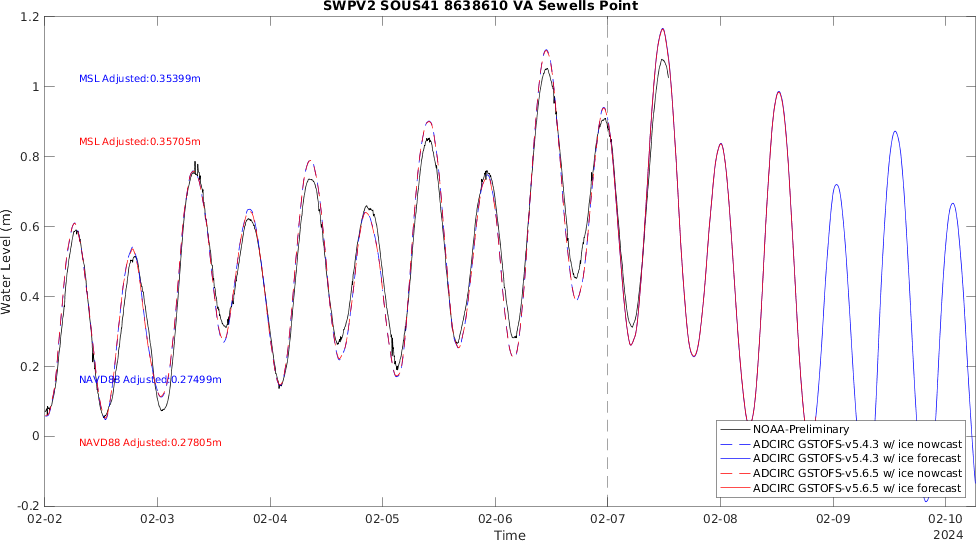 SWPV2 SOUS41 8638610 VA Sewells Point
1.2
1
0.8
0.6
0.4
0.2
0
-0.2
Water Level (m)
MSL Adjusted:0.35399m
MSL Adjusted:0.35705m
NAVD88 Adjusted:0.27499m
NAVD88 Adjusted:0.27805m
NOAA-Preliminary
ADCIRC GSTOFS-v5.4.3 w/ ice nowcast
ADCIRC GSTOFS-v5.4.3 w/ ice forecast
ADCIRC GSTOFS-v5.6.5 w/ ice nowcast
ADCIRC GSTOFS-v5.6.5 w/ ice forecast
02-02 02-03 02-04 02-05 02-06 02-07 02-08 02-09 02-10
Time
2024